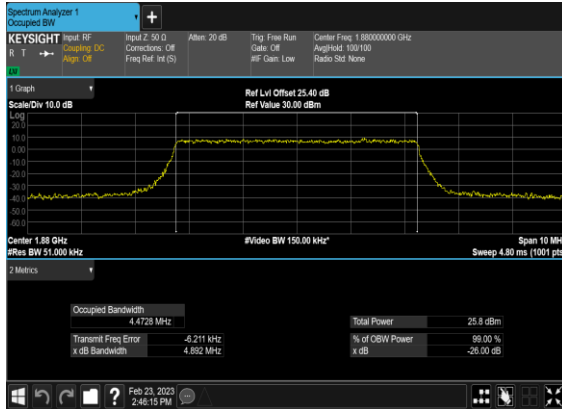 Spectrum Analyzer 1
Occupied BW
+
KEYSIGHT Input: RF Input Z: 50 Ω Atten: 20 dB Trig: Free Run Center Freq: 1.880000000 GHz
R T Coupling: DC Corrections: Off Gate: Off Avg|Hold: 100/100
Align: Off Freq Ref: Int (S) #IF Gain: Low Radio Std: None
LU
1 Graph Ref Lvl Offset 25.40 dB
Scale/Div 10.0 dB Ref Value 30.00 dBm
Log
20.0
10.0
0.00
-10.0
-20.0
-30.0
-40.0
-50.0
-60.0
Center 1.88 GHz #Video BW 150.00 kHz* Span 10 MH
#Res BW 51.000 kHz Sweep 4.80 ms (1001 pts
2 Metrics
Occupied Bandwidth
4.4728 MHz Total Power 25.8 dBm
Transmit Freq Error -6.211 kHz % of OBW Power 99.00 %
x dB Bandwidth 4.892 MHz x dB -26.00 dB
? Feb 23, 2023
2:46:15 PM